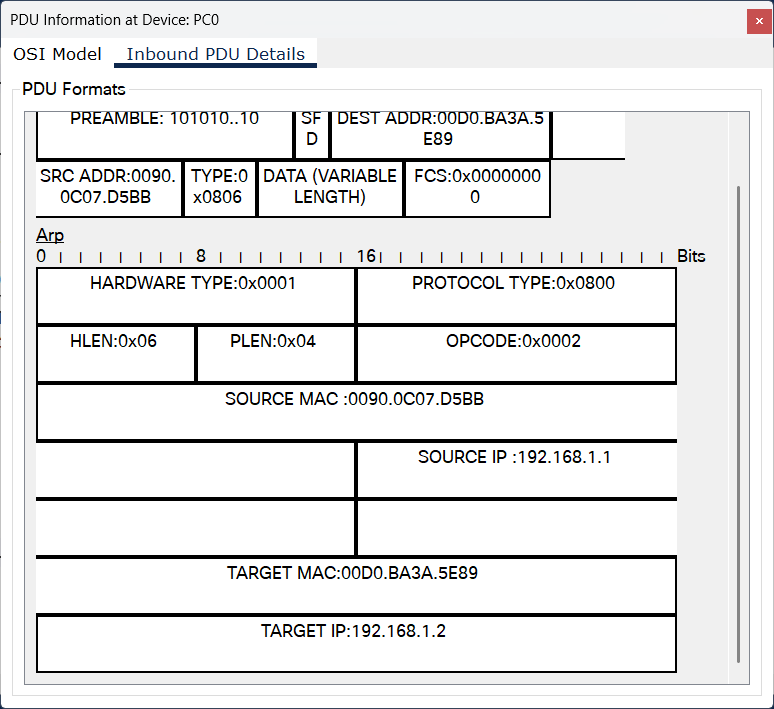 PDU Information at Device: PC0
OSI Model Inbound PDU Details
PDU Formats
PREAMBLE: 101010..10 SF DEST ADDR:00D0.BA3A.5
D E89
SRC ADDR:0090. TYPE:0 DATA (VARIABLE FCS:0x0000000
0C07.D5BB x0806 LENGTH) 0
Arp
0 8 16 Bits
HARDWARE TYPE:0x0001 PROTOCOL TYPE:0x0800
HLEN:0x06 PLEN:0x04 OPCODE:0x0002
SOURCE MAC :0090.0C07.D5BB
SOURCE IP :192.168.1.1
TARGET MAC:00D0.BA3A.5E89
TARGET IP:192.168.1.2